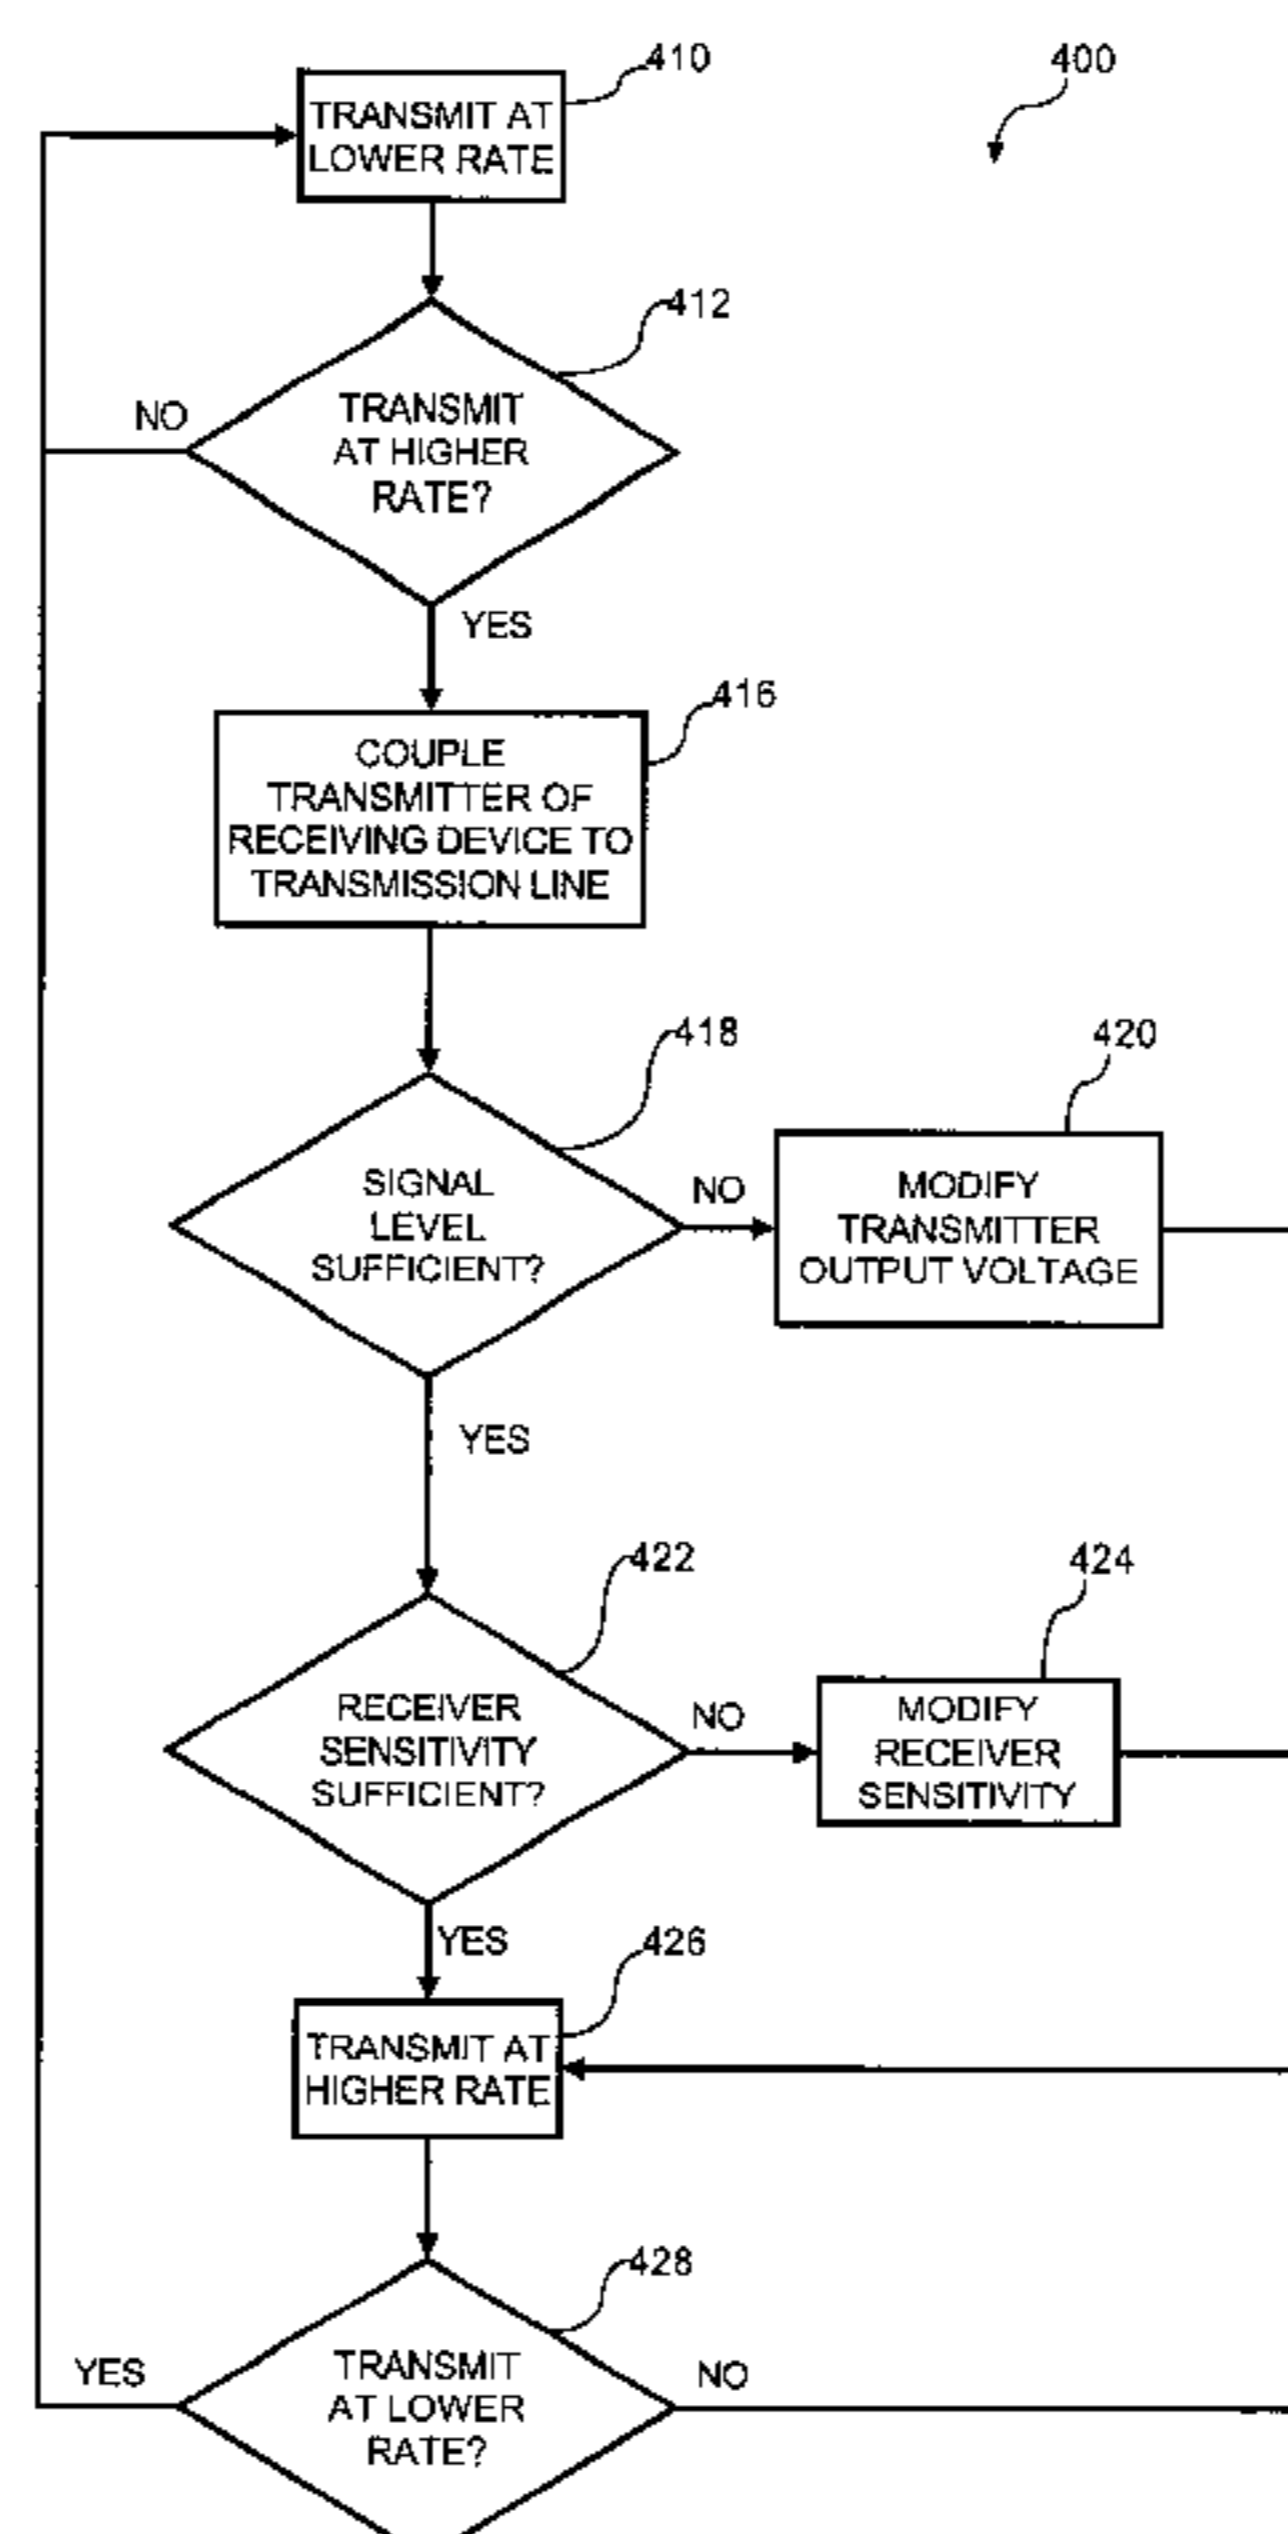 410
400
TRANSMIT AT
LOWER RATE
412
NO
TRANSMIT
AT HIGHER
RATE?
YES
416
COUPLE
TRANSMITTER OF
RECEIVING DEVICE TO
TRANSMISSION LINE
418
420
SIGNAL
LEVEL
SUFFICIENT?
NO
MODIFY
TRANSMITTER
OUTPUT VOLTAGE
YES
422
424
RECEIVER
SENSITIVITY
SUFFICIENT?
NO
MODIFY
RECEIVER
SENSITIVITY
YES
426
TRANSMIT AT
HIGHER RATE
428
YES
TRANSMIT
AT LOWER
RATE?
NO